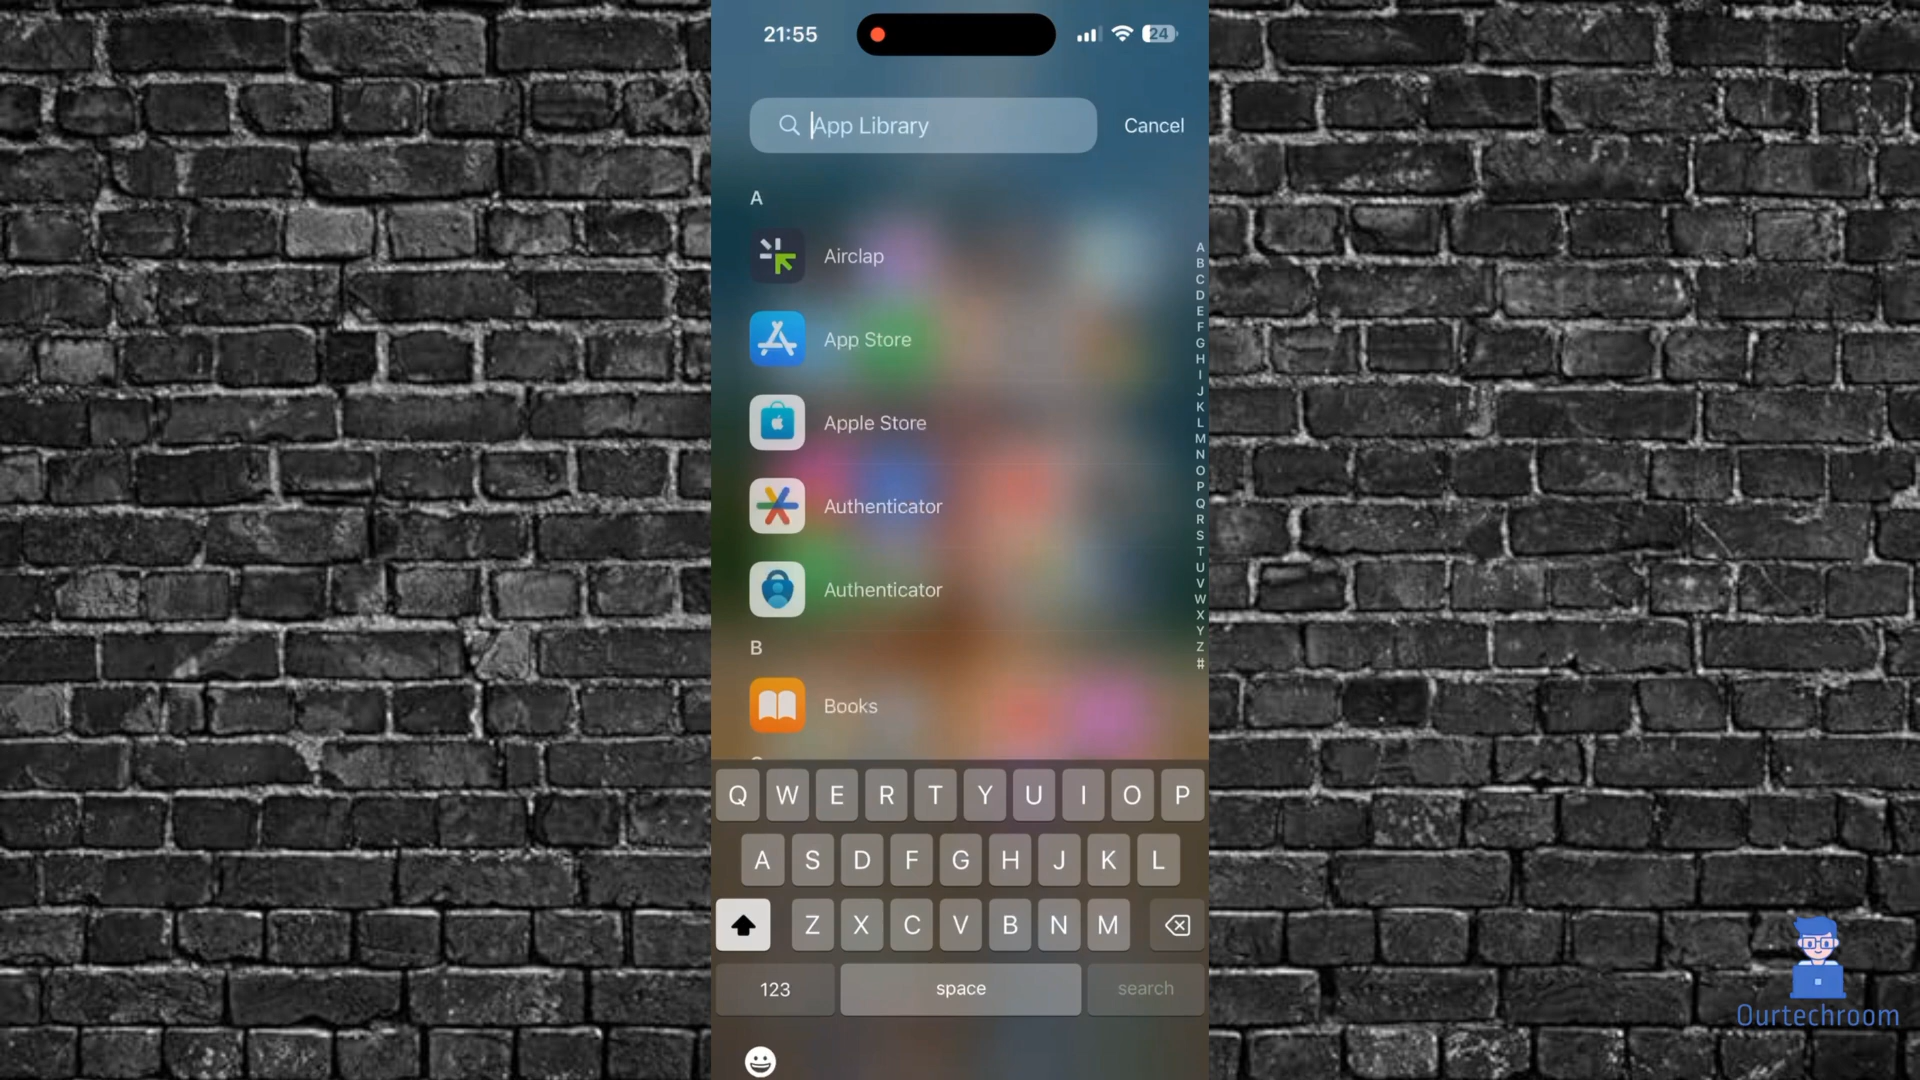 21:55
24
App Library
Cancel
A
Airclap
App Store
Apple Store
Authenticator
Authenticator
B
Books
A
B
C
D
E
F
G
H
I
J
K
L
M
N
O
P
Q
R
S
T
U
V
W
X
Y
Z
#
Q W E R T Y U I O P
A S D F G H J K L
Z X C V B N M
123 space search
Ourtechroom